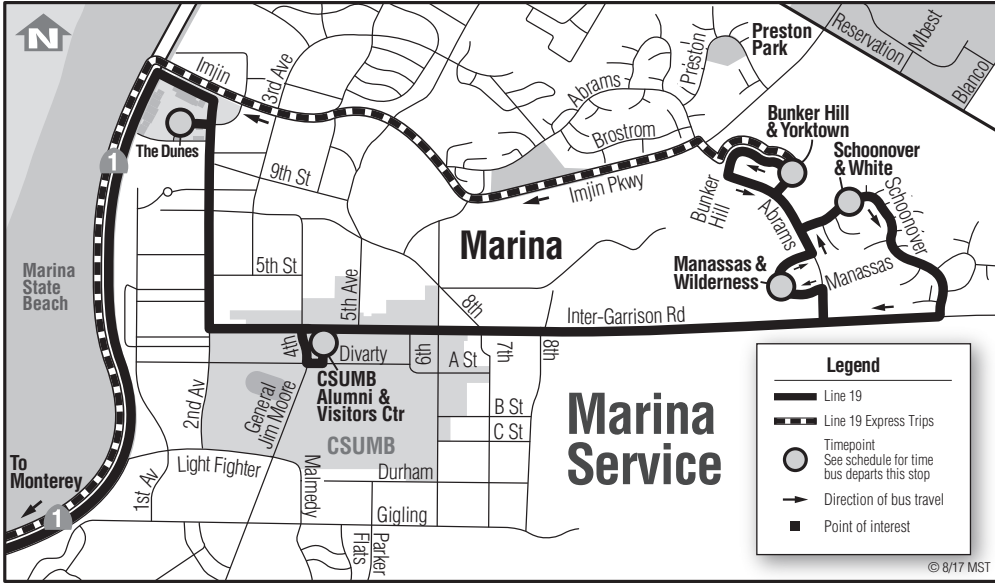 N
Imjin
3rd Ave
Preston
Park
Preston
Reservation
Mbest
Blanco
Abrams
Brostrom
Bunker Hill
& Yorktown
Schoonover
& White
The Dunes
1
9th St
Imjin Pkwy
Bunker
Hill
Abrams
Schoonover
Marina
Manassas &
Wilderness
Manassas
Marina
State
Beach
5th St
5th Ave
8th
Inter-Garrison Rd
4th
Divarty
6th
A St
7th
8th
CSUMB
Alumni &
Visitors Ctr
2nd Av
General
Jim Moore
CSUMB
B St
C St
Marina
Service
To
Monterey
1
1st Av
Light Fighter
Malmedy
Durham
Gigling
Flats
Parker
Legend
Line 19
Line 19 Express Trips
Timepoint
See schedule for time
bus departs this stop
Direction of bus travel
Point of interest
© 8/17 MST